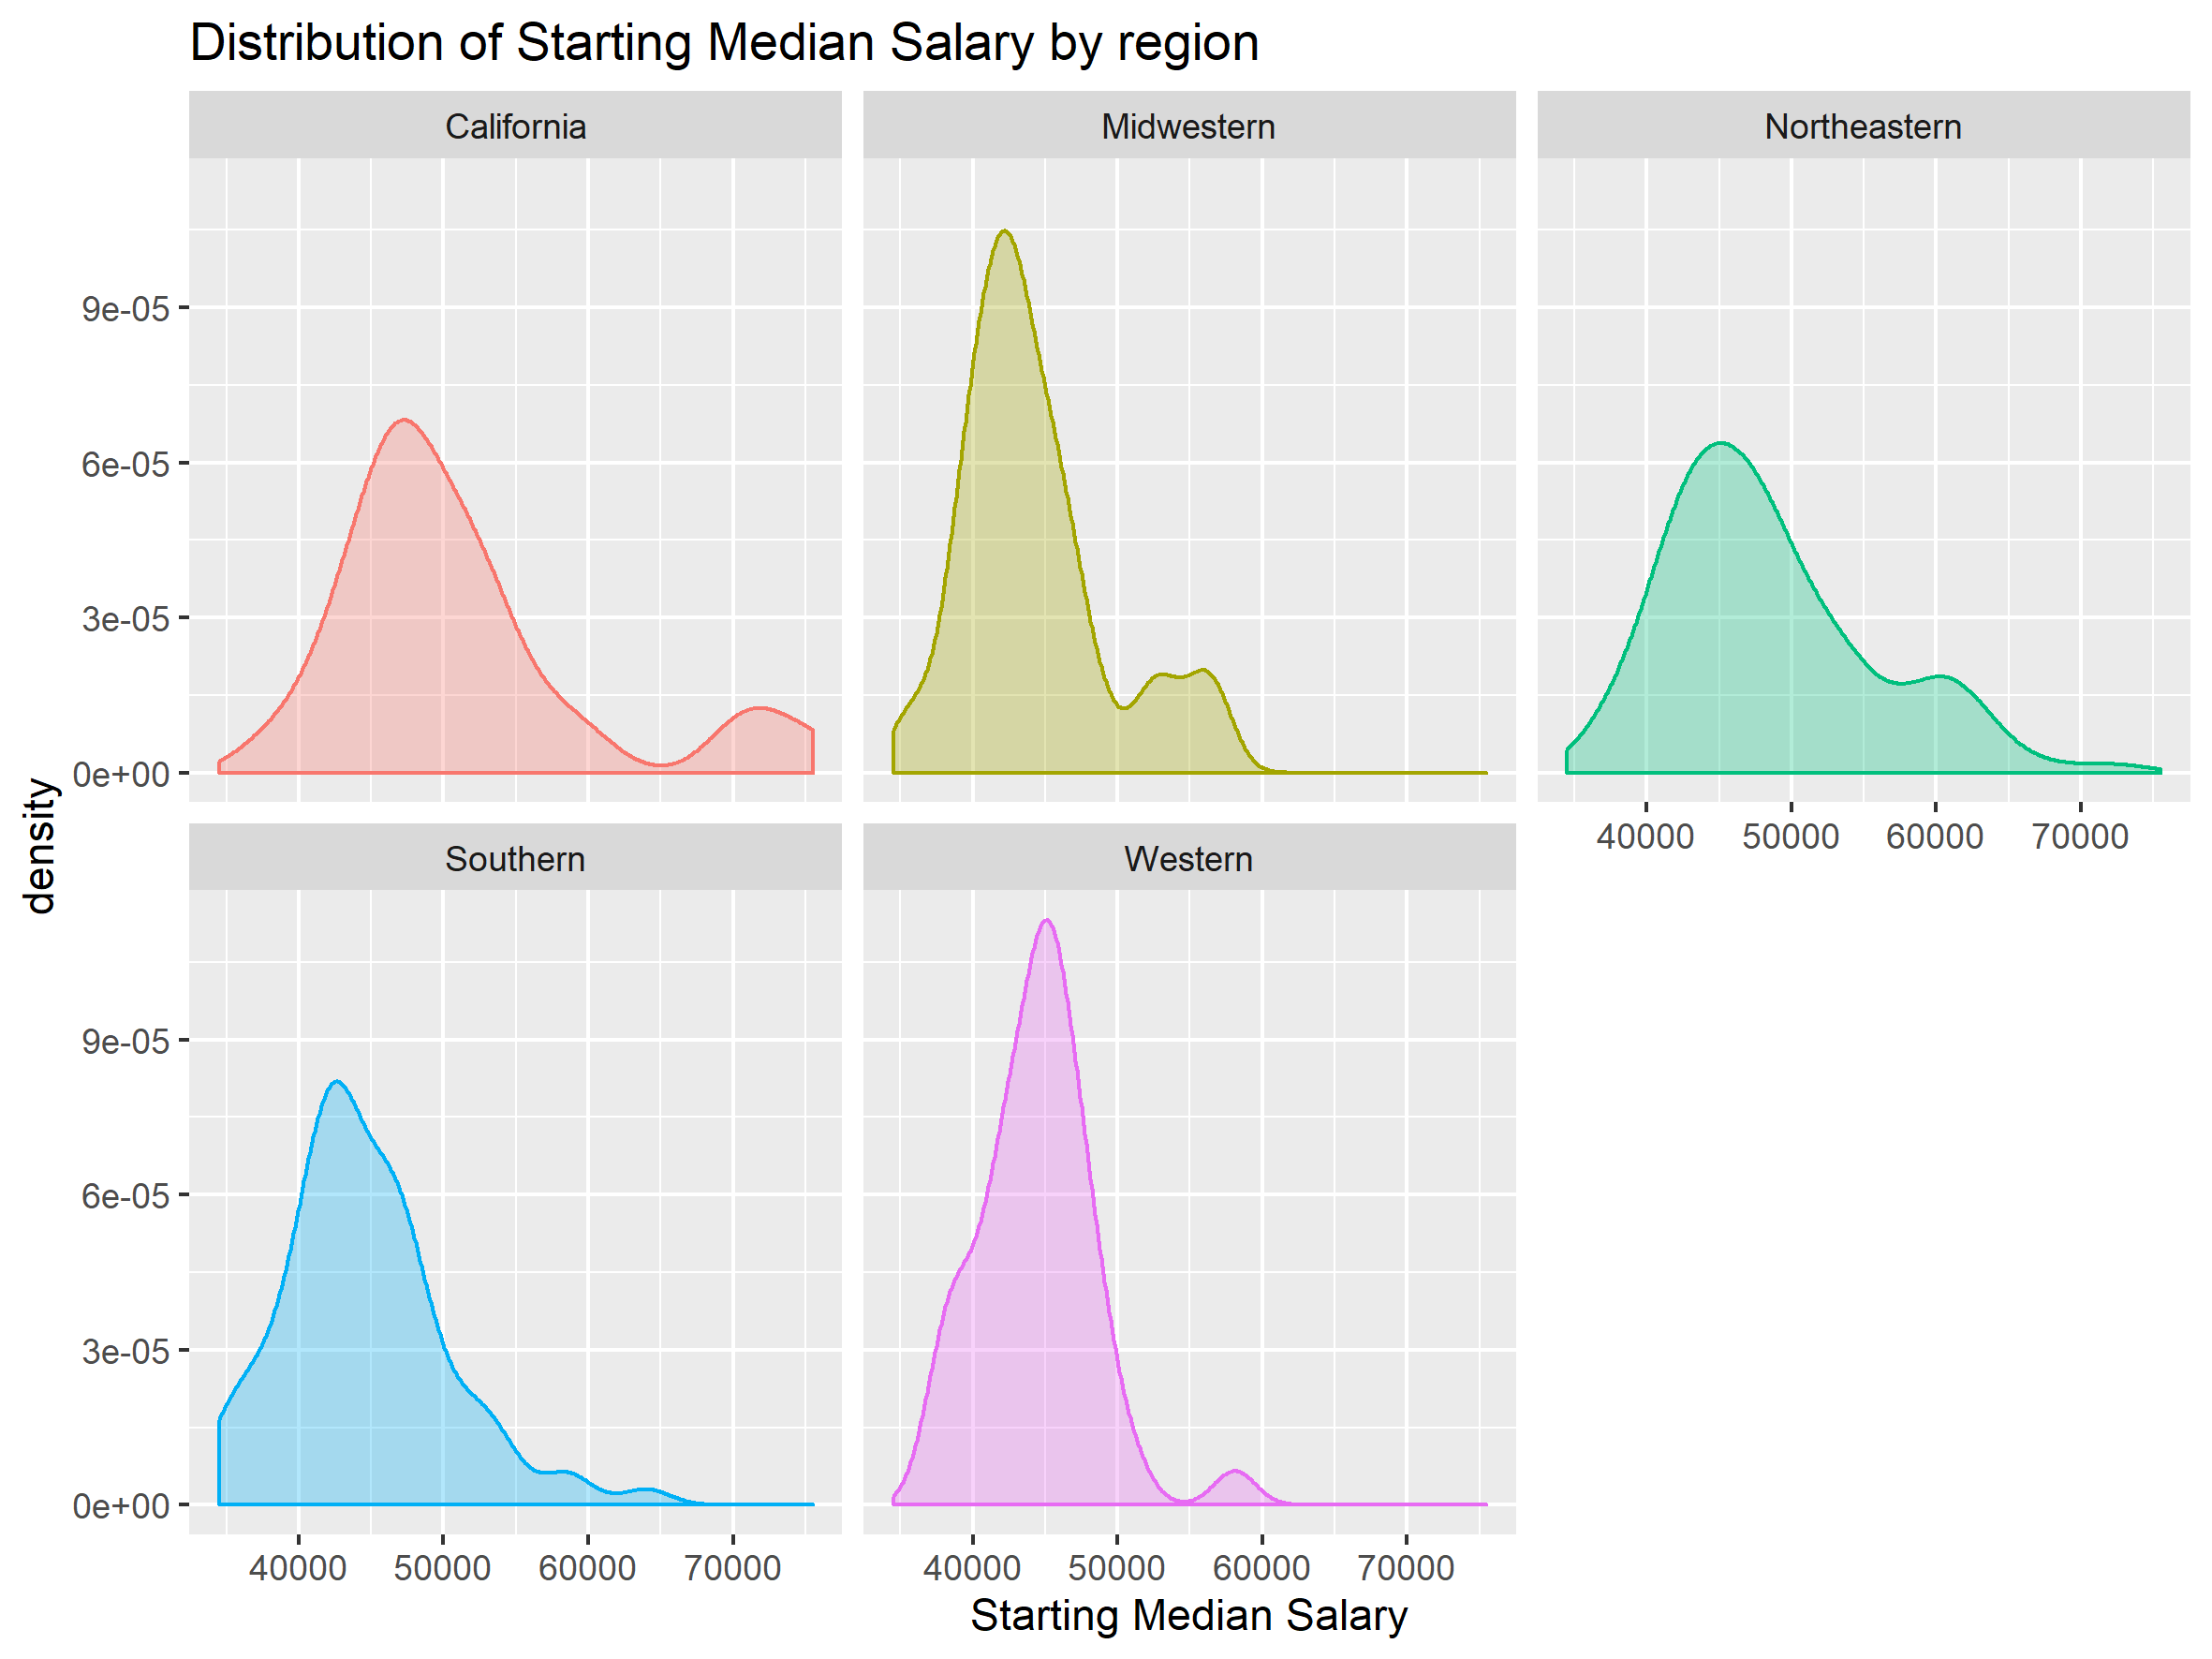 Distribution of Starting Median Salary by region
California
Midwestern
Northeastern
9e-05
6e-05
3e-05
0e+00
40000 50000 60000 70000
density
Southern
Western
9e-05
6e-05
3e-05
0e+00
40000 50000 60000 70000
40000 50000 60000 70000
Starting Median Salary